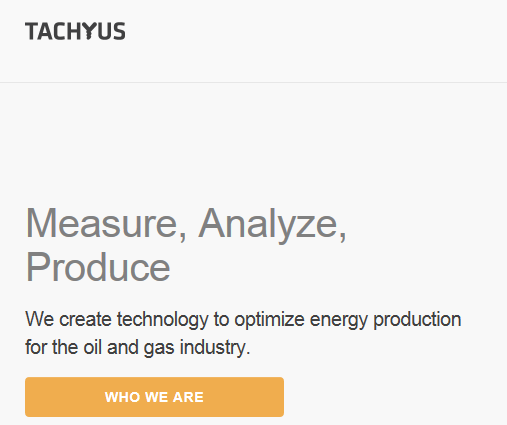 TACHYUS
Measure, Analyze,
Produce
We create technology to optimize energy production
for the oil and gas industry.
WHO WE ARE